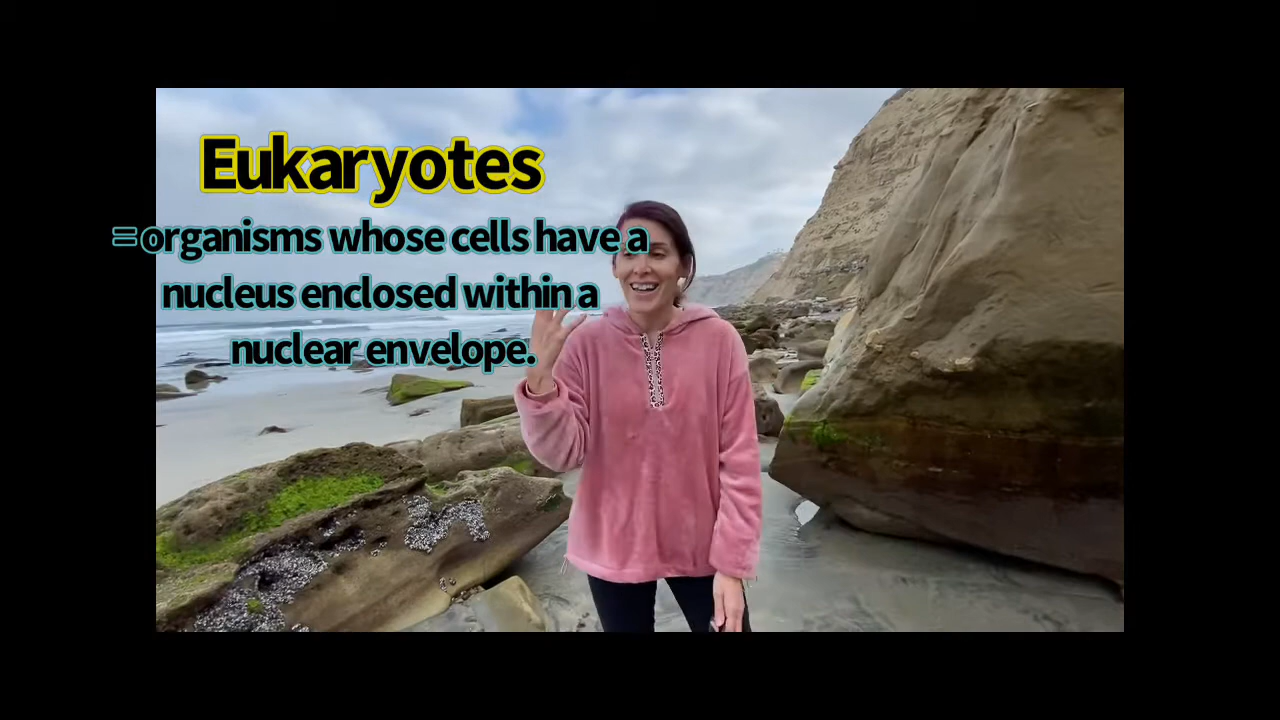 Eukaryotes
= organisms whose cells have a
nucleus enclosed within a
nuclear envelope.